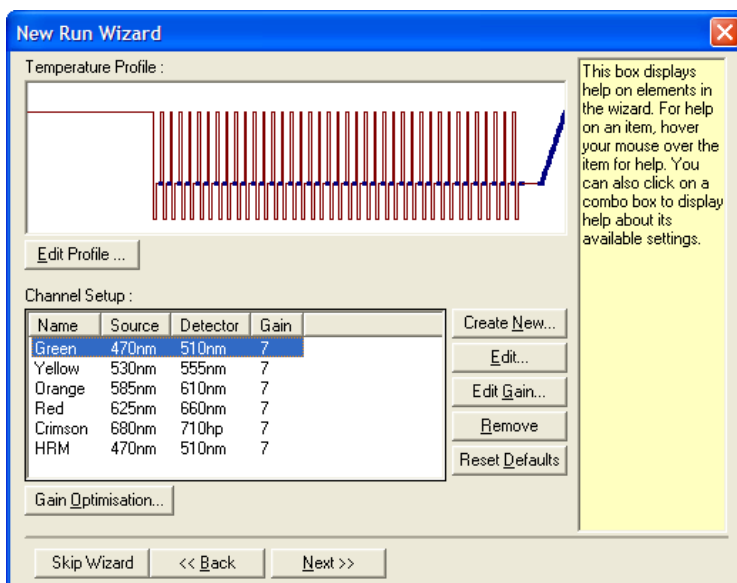 New Run Wizard
Temperature Profile :
This box displays
help on elements in
the wizard. For help
on an item, hover
your mouse over the
item for help. You
can also click on a
combo box to display
help about its
available settings.
Edit Profile ...
Channel Setup :
Name Source Detector Gain
Green 470nm 510nm 7
Yellow 530nm 555nm 7
Orange 585nm 610nm 7
Red 625nm 660nm 7
Crimson 680nm 710hp 7
HRM 470nm 510nm 7
Create New...
Edit...
Edit Gain...
Remove
Reset Defaults
Gain Optimisation...
Skip Wizard << Back Next >>